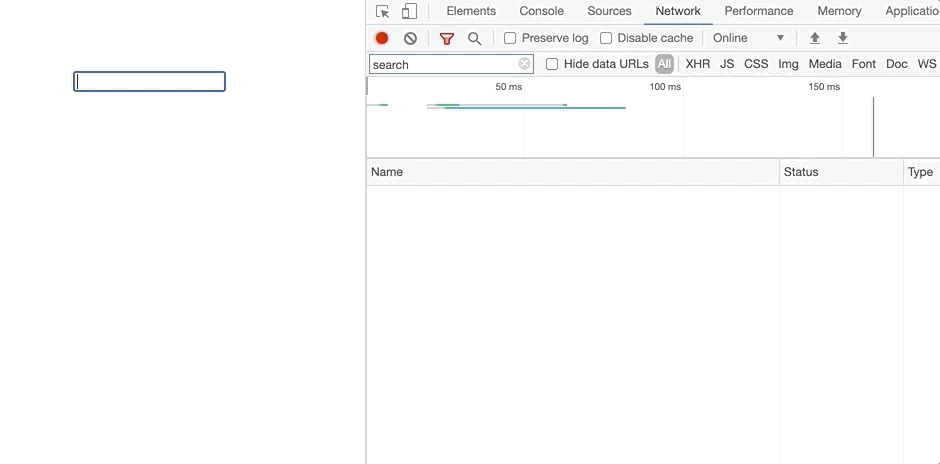 Elements Console Sources Network Performance Memory Applicatio
Preserve log Disable cache Online
search Hide data URLs All XHR JS CSS Img Media Font Doc WS
50 ms 100 ms 150 ms
Name Status Type